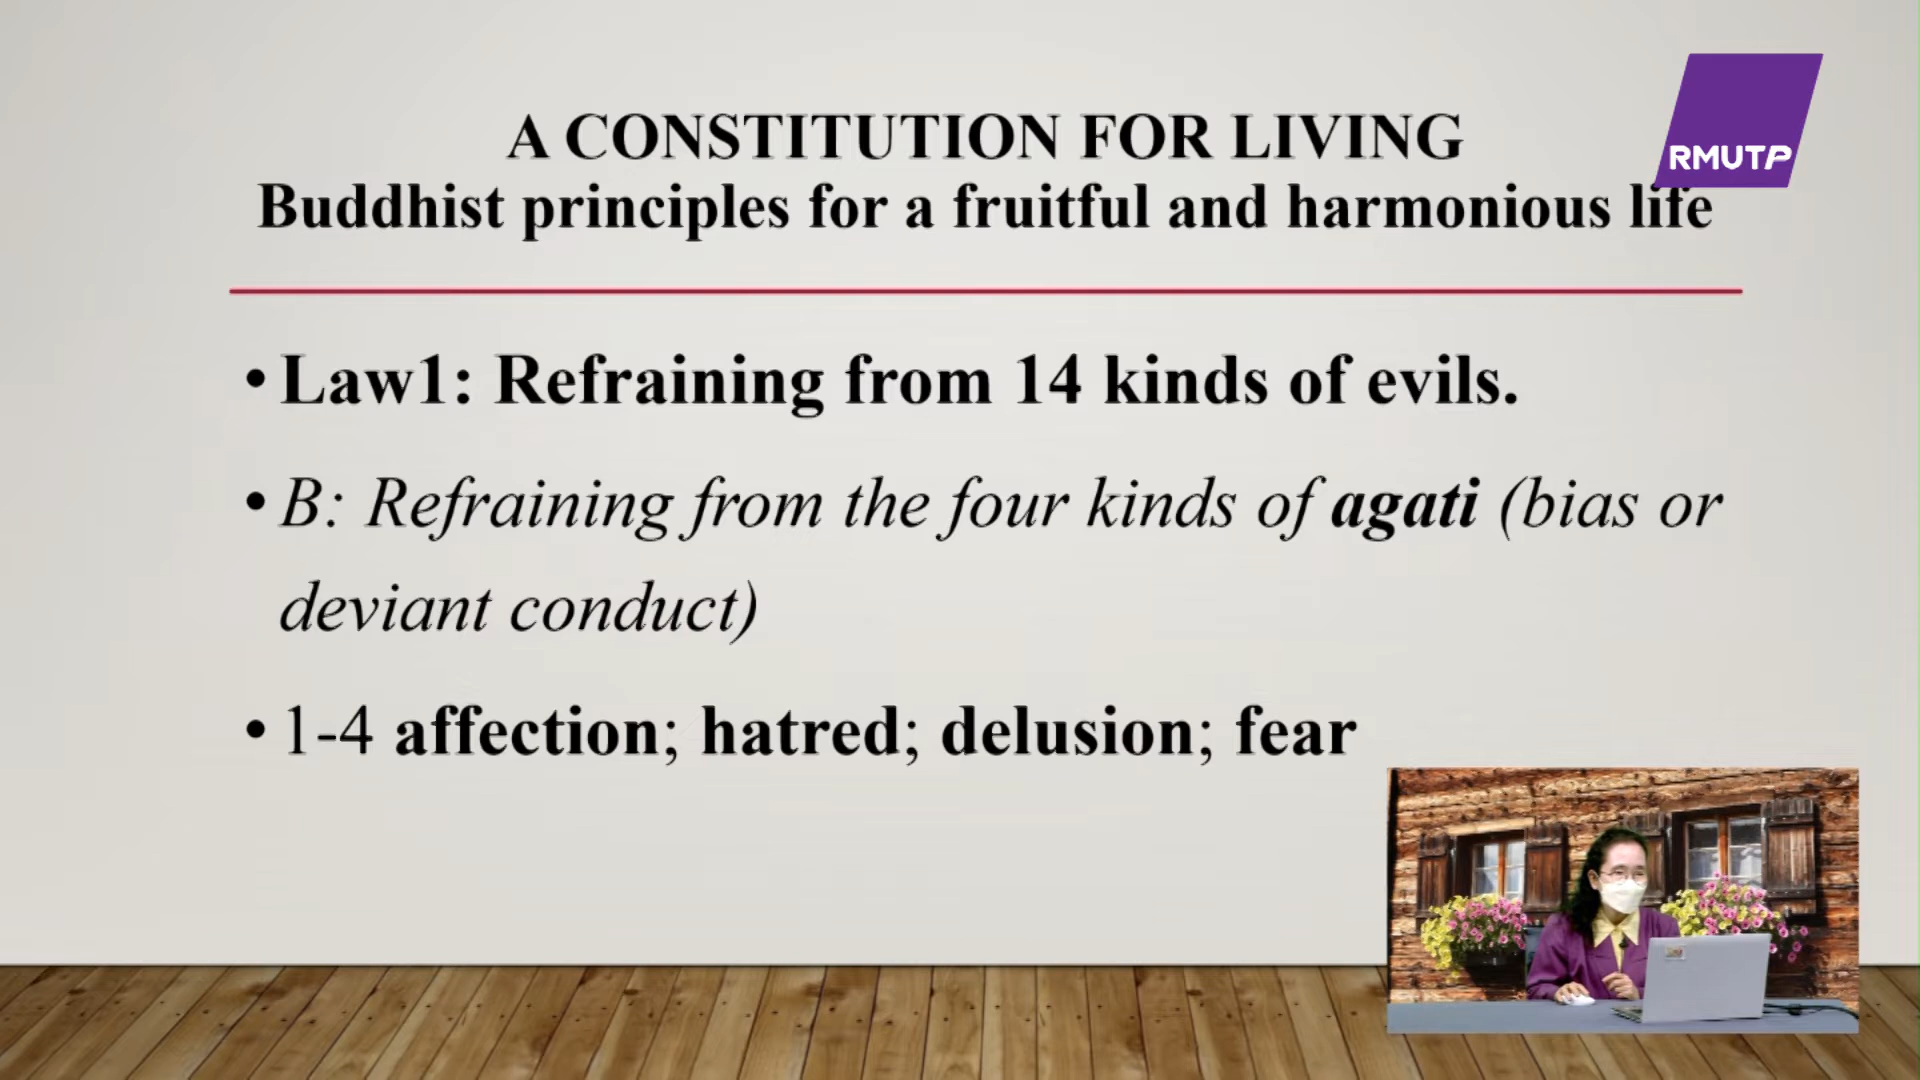 A CONSTITUTION FOR LIVING
Buddhist principles for a fruitful and harmonious life
RMUTP
• Law1: Refraining from 14 kinds of evils.
• B: Refraining from the four kinds of agati (bias or
deviant conduct)
• 1-4 affection; hatred; delusion; fear